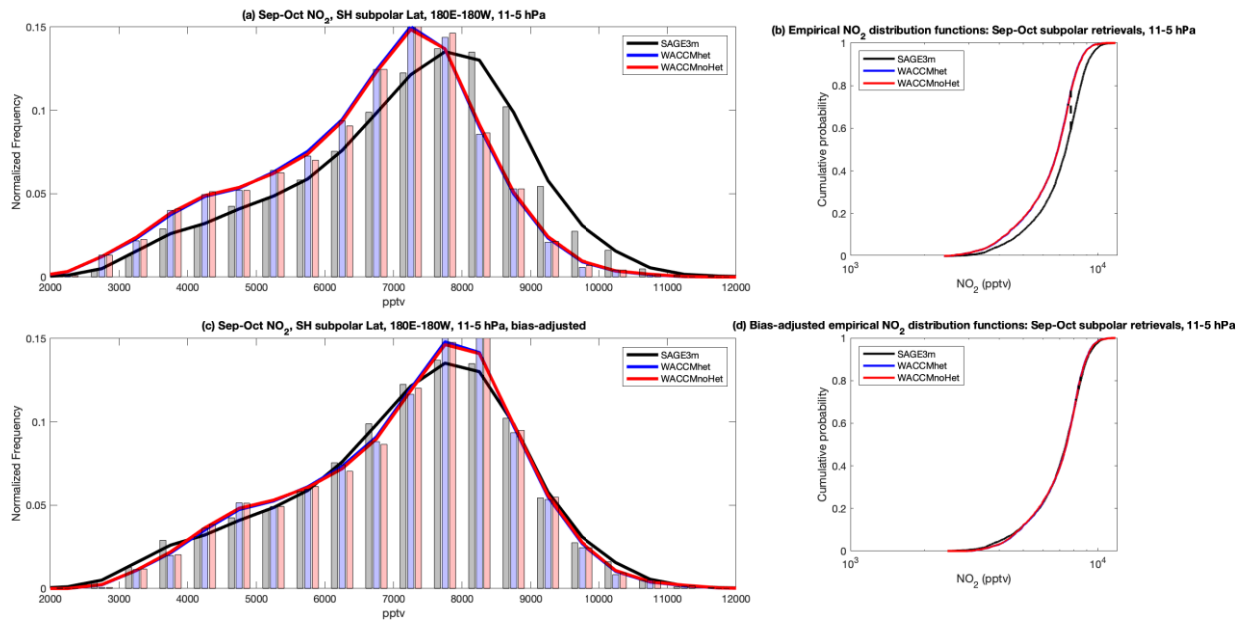 (a) Sep-Oct NO2, SH subpolar Lat, 180E-180W, 11-5 hPa
0.15
0.1
0.05
0
Normalized Frequency
SAGE3m
WACCMhet
WACCMnoHet
2000 3000 4000 5000 6000 7000 8000 9000 10000 11000 12000
pptv
(b) Empirical NO2 distribution functions: Sep-Oct subpolar retrievals, 11-5 hPa
1
0.8
0.6
0.4
0.2
0
Cumulative probability
SAGE3m
WACCMhet
WACCMnoHet
10^3 10^4
NO2 (pptv)
(c) Sep-Oct NO2, SH subpolar Lat, 180E-180W, 11-5 hPa, bias-adjusted
0.15
0.1
0.05
0
Normalized Frequency
SAGE3m
WACCMhet
WACCMnoHet
2000 3000 4000 5000 6000 7000 8000 9000 10000 11000 12000
pptv
(d) Bias-adjusted empirical NO2 distribution functions: Sep-Oct subpolar retrievals, 11-5 hPa
1
0.8
0.6
0.4
0.2
0
Cumulative probability
SAGE3m
WACCMhet
WACCMnoHet
10^3 10^4
NO2 (pptv)